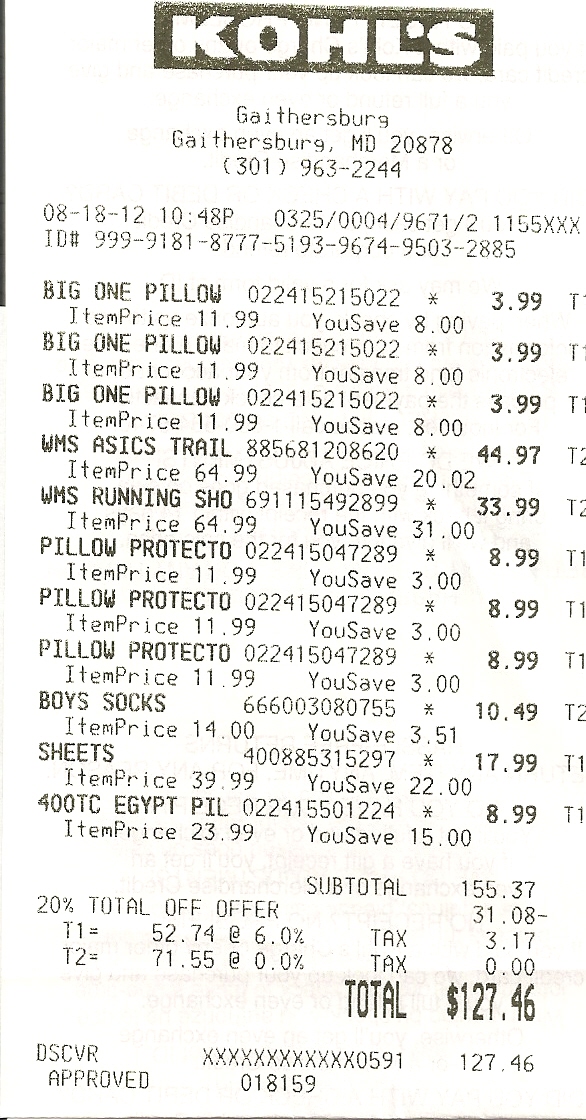 KOHL'S
Gaithersburg
Gaithersburg, MD 20878
(301) 963-2244
08-18-12 10:48P 0325/0004/9671/2 1155XXX
ID# 999-9181-8777-5193-9674-9503-2885
BIG ONE PILLOW 022415215022 * 3.99 T1
ItemPrice 11.99 YouSave 8.00
BIG ONE PILLOW 022415215022 * 3.99 T1
ItemPrice 11.99 YouSave 8.00
BIG ONE PILLOW 022415215022 * 3.99 T1
ItemPrice 11.99 YouSave 8.00
WMS ASICS TRAIL 885681208620 * 44.97 T2
ItemPrice 64.99 YouSave 20.02
WMS RUNNING SHO 691115492899 * 33.99 T2
ItemPrice 64.99 YouSave 31.00
PILLOW PROTECTO 022415047289 * 8.99 T1
ItemPrice 11.99 YouSave 3.00
PILLOW PROTECTO 022415047289 * 8.99 T1
ItemPrice 11.99 YouSave 3.00
PILLOW PROTECTO 022415047289 * 8.99 T1
ItemPrice 11.99 YouSave 3.00
BOYS SOCKS 666003080755 * 10.49 T2
ItemPrice 14.00 YouSave 3.51
SHEETS 400885315297 * 17.99 T1
ItemPrice 39.99 YouSave 22.00
400TC EGYPT PIL 022415501224 * 8.99 T1
ItemPrice 23.99 YouSave 15.00
SUBTOTAL 155.37
20% TOTAL OFF OFFER 31.08-
T1= 52.74 @ 6.0% TAX 3.17
T2= 71.55 @ 0.0% TAX 0.00
TOTAL $127.46
DSCVR XXXXXXXXXXXX0591 127.46
APPROVED 018159